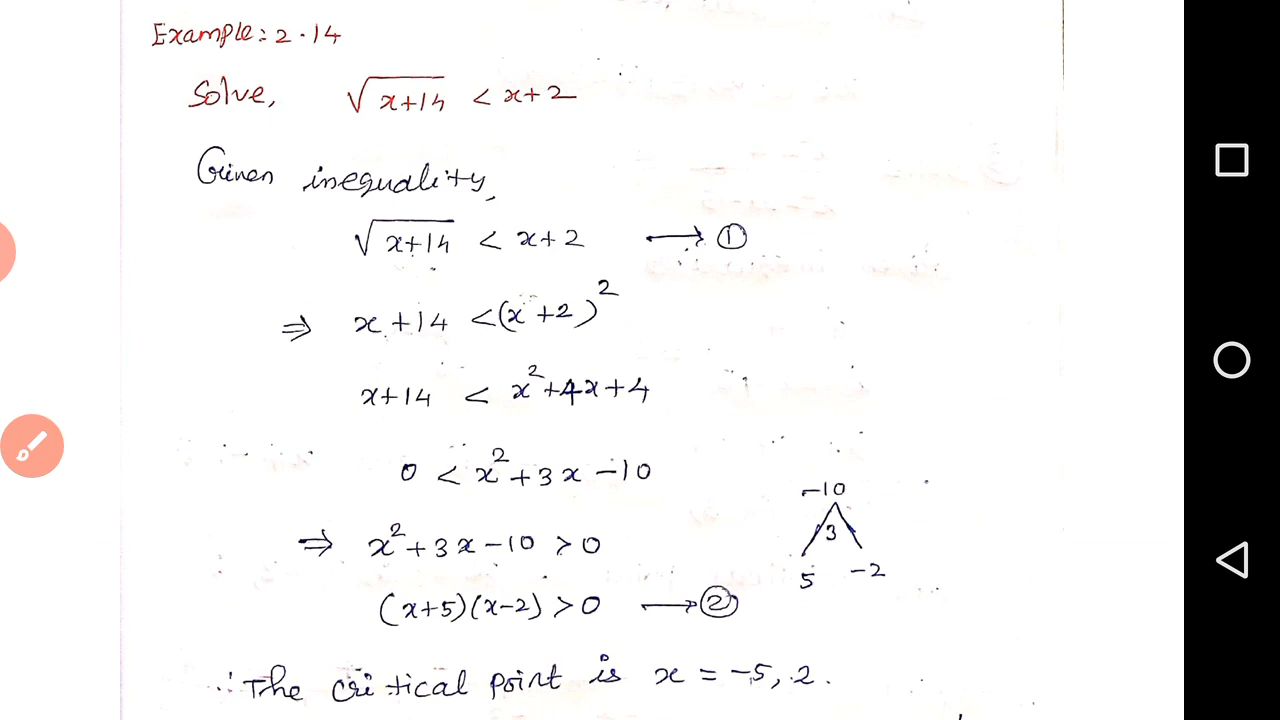 Example: 2.14
Solve, √x+14 < x+2
Given inequality,
√x+14 < x+2 → ①
⇒ x+14 < (x+2)²
x+14 < x²+4x+4
0 < x²+3x-10
⇒ x²+3x-10 > 0
(x+5)(x-2) > 0 → ②
-10
3
5 -2
∴ The critical point is x = -5, 2.